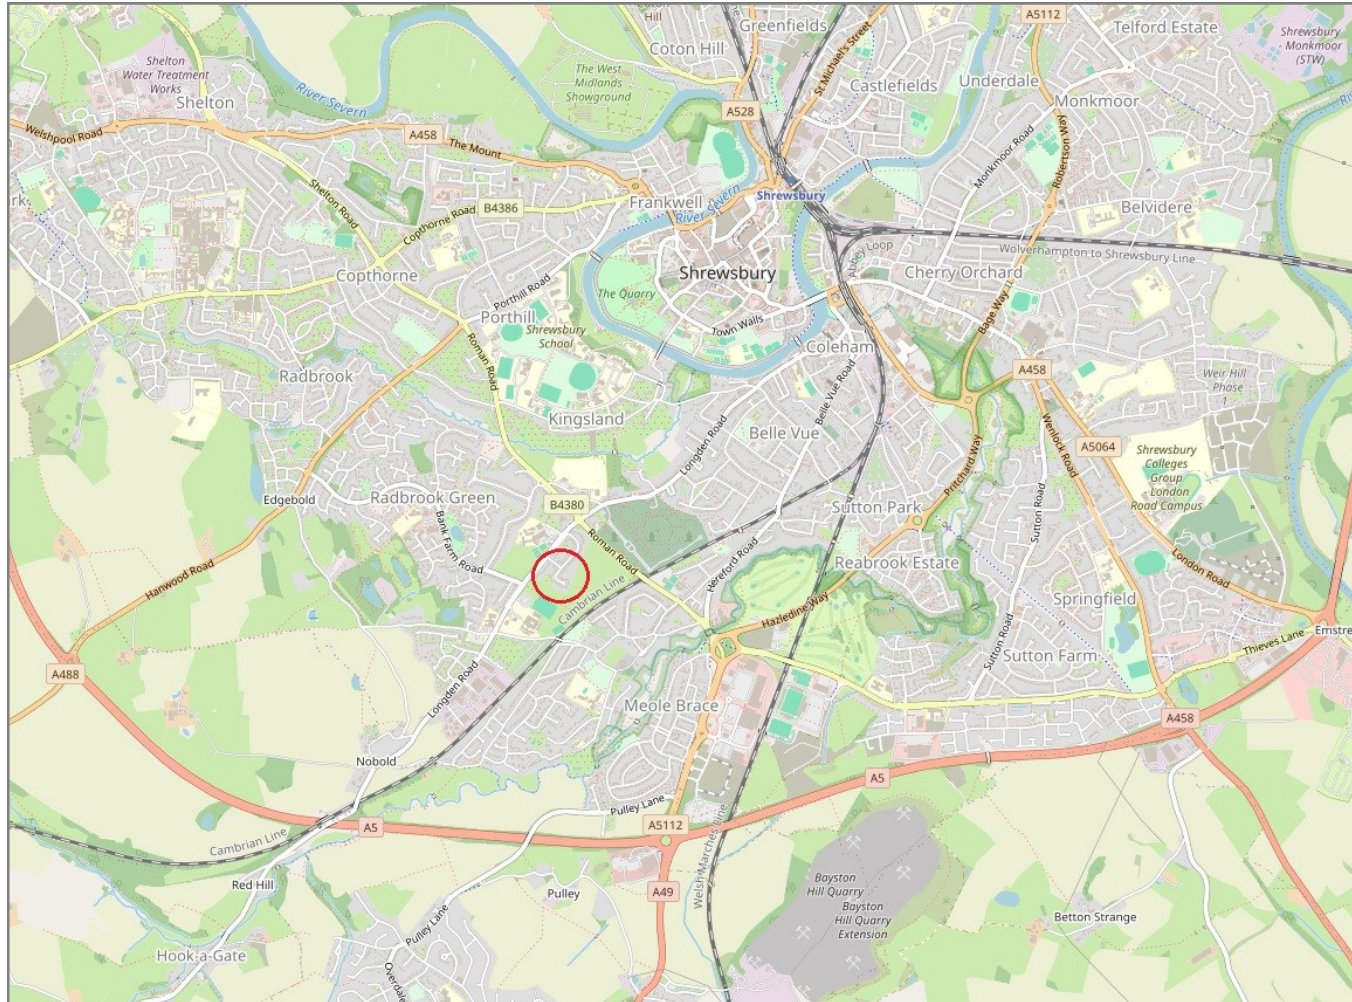 Coton
Hill
Greenfields
A5112
Telford Estate
Shrewsbury
Monkmoor
(STW)
Shelton
Water Treatment
Works
Shelton
River Severn
The West
Midlands
Showground
Coton Hill
St Michael's Street
Castlefields
Underdale
Monkmoor
A528
Welshpool Road
A458
The Mount
Monkmoor Road
Robertson Way
Shelton Road
Frankwell
River Severn
Shrewsbury
B4386
Copthorne Road
Belvidere
Abbey Loop
Wolverhampton to Shrewsbury Line
Copthorne
Porthill Road
Shrewsbury
Cherry Orchard
The Quarry
Porthill
Shrewsbury
School
Town Walls
Bage Way
Roman Road
Coleham
Radbrook
A458
Weir Hill
Phase
1
Kingsland
Longden Road
Belle Vue Road
Belle Vue
Wenlock Road
Pritchard Way
A5064
Shrewsbury
Colleges
Group
London
Road Campus
Edgebold
Radbrook Green
B4380
Sutton Park
Sutton Road
Bank Farm Road
Roman Road
Hereford Road
Reabrook Estate
London Road
Hanwood Road
Cambrian Line
Hazledine Way
Springfield
Emstre
Thieves Lane
Sutton Road
Sutton Farm
A488
Longden Road
Meole Brace
A458
Nobold
A5
Pulley Lane
A5
A5112
Cambrian Line
Welsh Marches Line
Red Hill
Pulley
A49
Bayston
Hill Quarry
Bayston
Hill Quarry
Extension
Betton Strange
Pulley Lane
Hook-a-Gate
Overdale